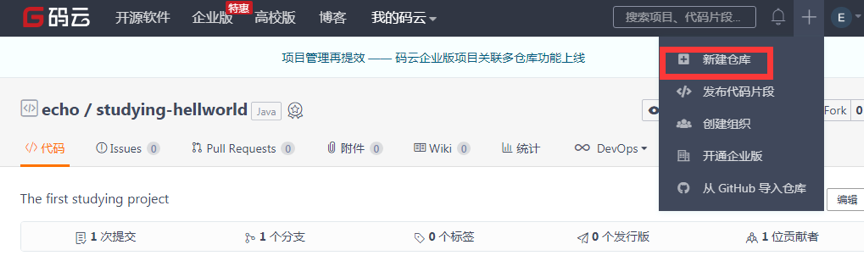 G码云 开源软件 企业版 特惠 高校版 博客 我的码云 搜索项目、代码片段... E
项目管理再提效 —— 码云企业版项目关联多仓库功能上线
新建仓库
发布代码片段
创建组织
开通企业版
从 GitHub 导入仓库
echo / studying-hellworld Java Fork 0
代码 Issues 0 Pull Requests 0 附件 0 Wiki 0 统计 DevOps
The first studying project 编辑
1 次提交 1 个分支 0 个标签 0 个发行版 1 位贡献者